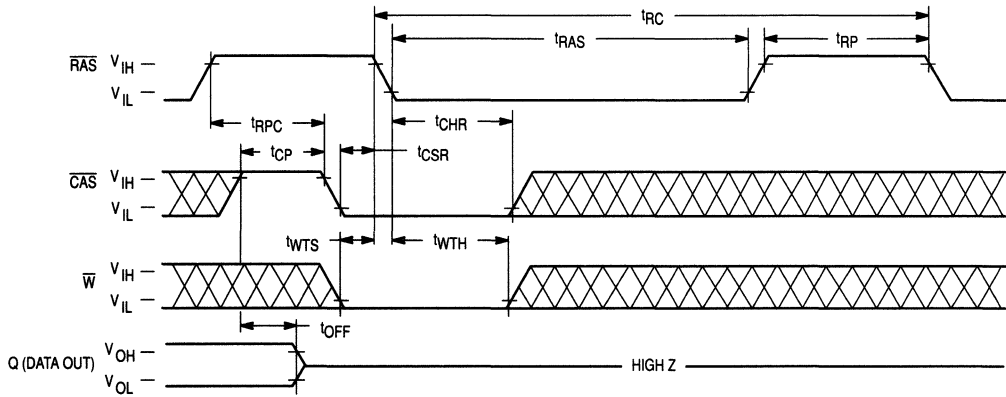 tRC
tRAS
tRP
RAS VIH
VIL
tRPC
tCHR
tCP
tCSR
CAS VIH
VIL
tWTS
tWTH
W VIH
VIL
tOFF
Q (DATA OUT) VOH
VOL
HIGH Z